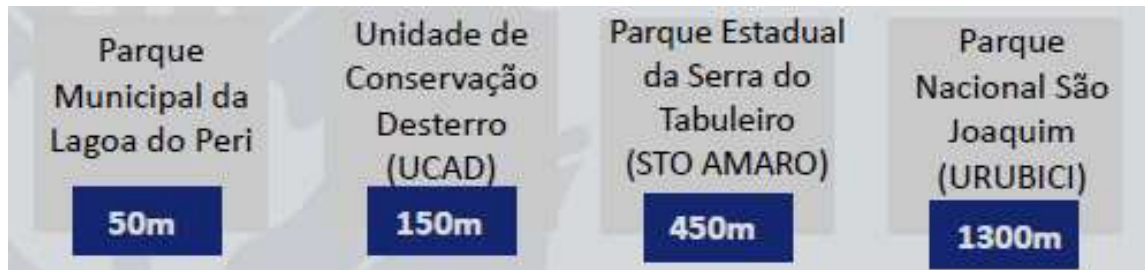 Parque
Municipal da
Lagoa do Peri
50m
Unidade de
Conservação
Desterro
(UCAD)
150m
Parque Estadual
da Serra do
Tabuleiro
(STO AMARO)
450m
Parque
Nacional São
Joaquim
(URUBICI)
1300m